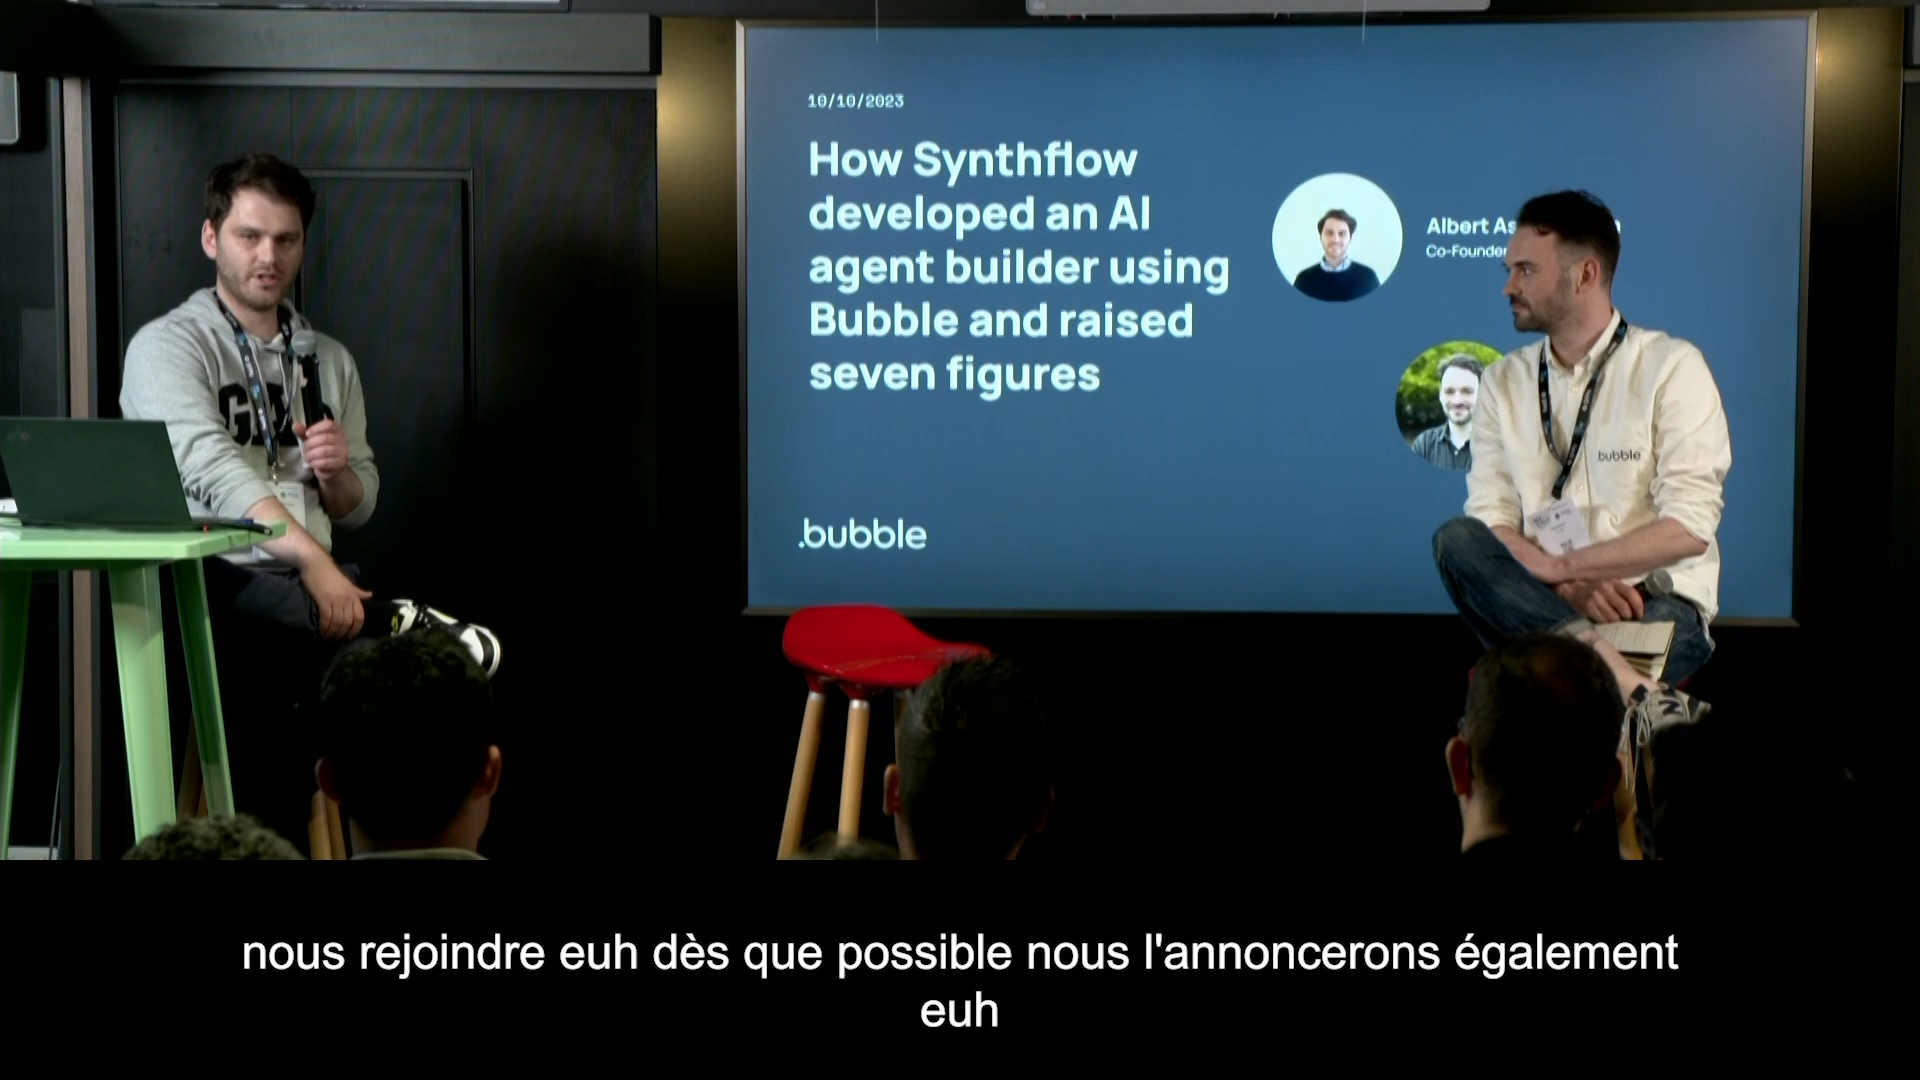 10/10/2023
How Synthflow
developed an AI
agent builder using
Bubble and raised
seven figures
Albert
Co-Founder
.bubble
.bubble
nous rejoindre euh dès que possible nous l'annoncerons également
euh